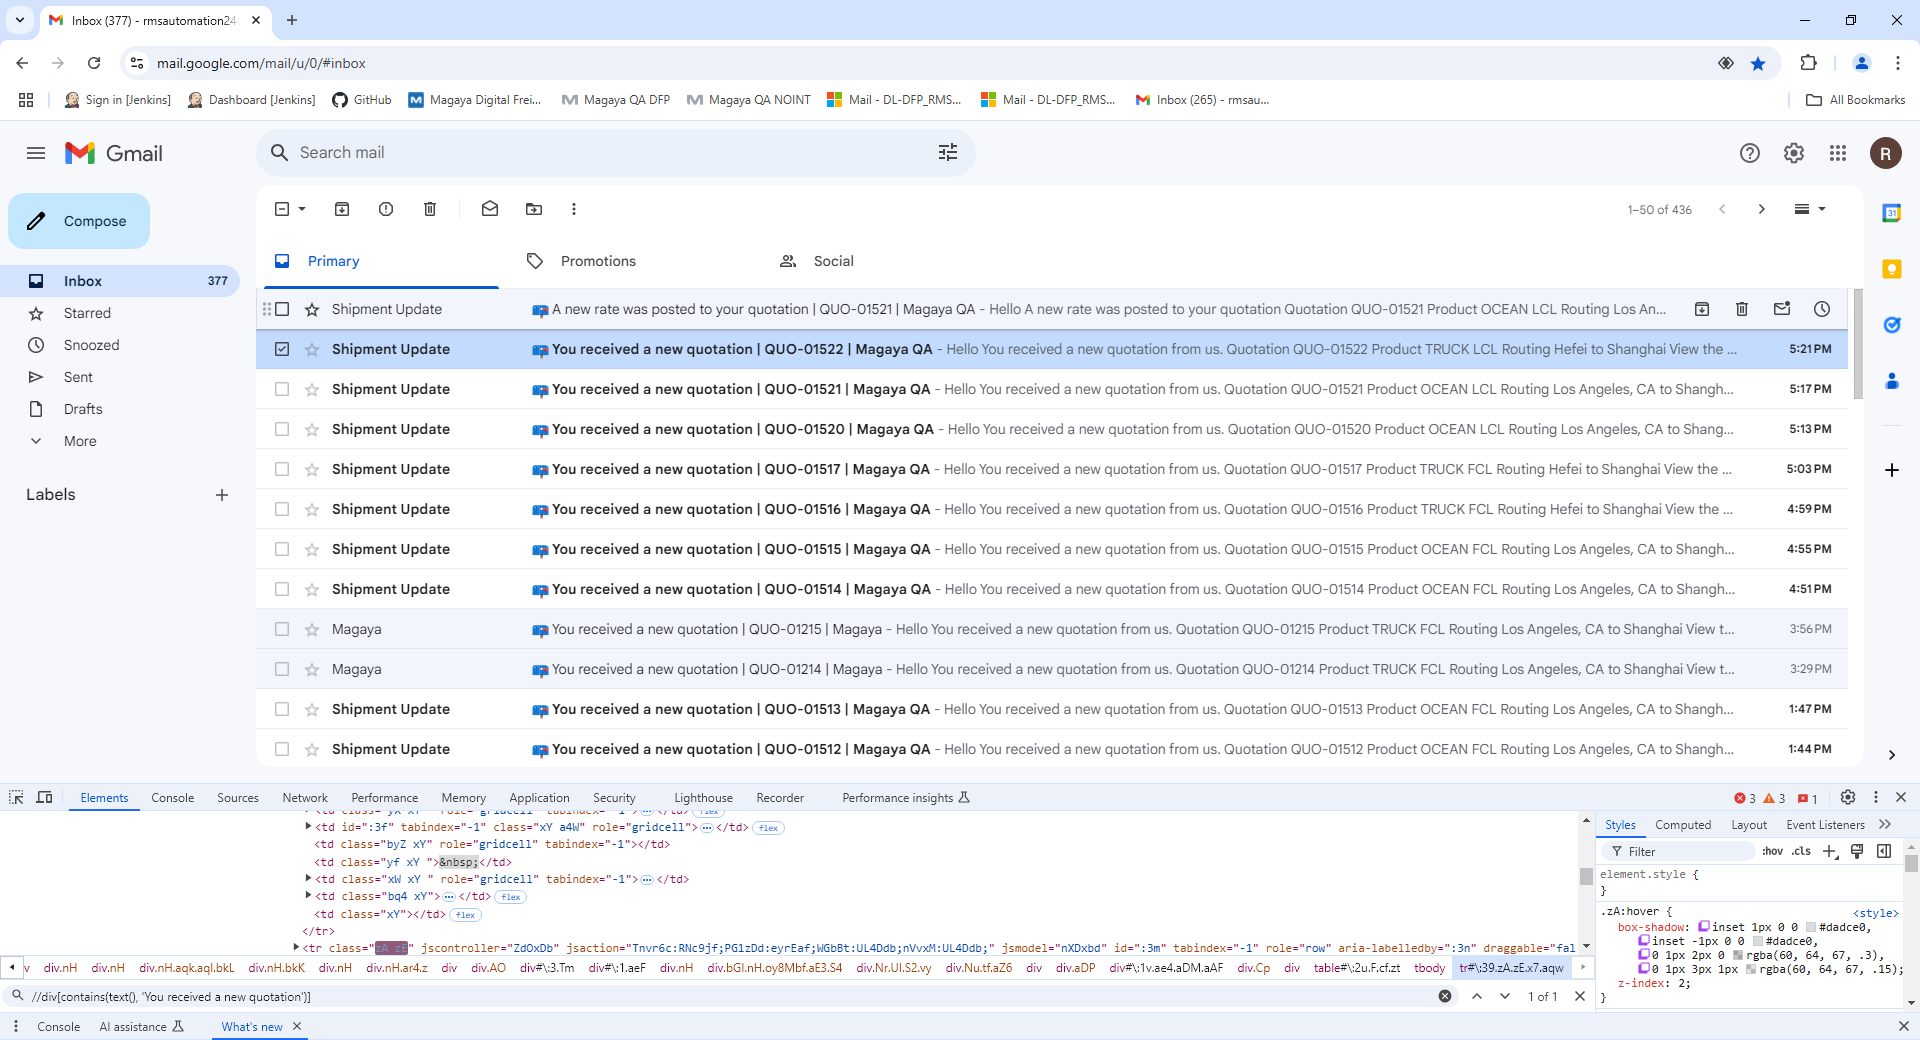 Inbox (377) - rmsautomation24
mail.google.com/mail/u/0/#inbox
Sign in [Jenkins]
Dashboard [Jenkins]
GitHub
Magaya Digital Frei...
Magaya QA DFP
Magaya QA NOINT
Mail - DL-DFP_RMS...
Mail - DL-DFP_RMS...
Inbox (265) - rmsau...
All Bookmarks
Gmail
Search mail
R
Compose
1–50 of 436
Primary
Promotions
Social
Inbox 377
Starred
Snoozed
Sent
Drafts
More
Labels
Shipment Update A new rate was posted to your quotation | QUO-01521 | Magaya QA - Hello A new rate was posted to your quotation Quotation QUO-01521 Product OCEAN LCL Routing Los An...
Shipment Update You received a new quotation | QUO-01522 | Magaya QA - Hello You received a new quotation from us. Quotation QUO-01522 Product TRUCK LCL Routing Hefei to Shanghai View the ... 5:21 PM
Shipment Update You received a new quotation | QUO-01521 | Magaya QA - Hello You received a new quotation from us. Quotation QUO-01521 Product OCEAN LCL Routing Los Angeles, CA to Shangh... 5:17 PM
Shipment Update You received a new quotation | QUO-01520 | Magaya QA - Hello You received a new quotation from us. Quotation QUO-01520 Product OCEAN LCL Routing Los Angeles, CA to Shang... 5:13 PM
Shipment Update You received a new quotation | QUO-01517 | Magaya QA - Hello You received a new quotation from us. Quotation QUO-01517 Product TRUCK FCL Routing Hefei to Shanghai View the ... 5:03 PM
Shipment Update You received a new quotation | QUO-01516 | Magaya QA - Hello You received a new quotation from us. Quotation QUO-01516 Product TRUCK FCL Routing Hefei to Shanghai View the ... 4:59 PM
Shipment Update You received a new quotation | QUO-01515 | Magaya QA - Hello You received a new quotation from us. Quotation QUO-01515 Product OCEAN FCL Routing Los Angeles, CA to Shangh... 4:55 PM
Shipment Update You received a new quotation | QUO-01514 | Magaya QA - Hello You received a new quotation from us. Quotation QUO-01514 Product OCEAN FCL Routing Los Angeles, CA to Shangh... 4:51 PM
Magaya You received a new quotation | QUO-01215 | Magaya - Hello You received a new quotation from us. Quotation QUO-01215 Product TRUCK FCL Routing Los Angeles, CA to Shanghai View t... 3:56 PM
Magaya You received a new quotation | QUO-01214 | Magaya - Hello You received a new quotation from us. Quotation QUO-01214 Product TRUCK FCL Routing Los Angeles, CA to Shanghai View t... 3:29 PM
Shipment Update You received a new quotation | QUO-01513 | Magaya QA - Hello You received a new quotation from us. Quotation QUO-01513 Product OCEAN FCL Routing Los Angeles, CA to Shangh... 1:47 PM
Shipment Update You received a new quotation | QUO-01512 | Magaya QA - Hello You received a new quotation from us. Quotation QUO-01512 Product OCEAN FCL Routing Los Angeles, CA to Shangh... 1:44 PM
31
Elements Console Sources Network Performance Memory Application Security Lighthouse Recorder Performance insights 3 3 1
<td id=":3f" tabindex="-1" class="xY a4W" role="gridcell">…</td> flex
<td class="byZ xY" role="gridcell" tabindex="-1"></td>
<td class="yf xY ">&nbsp;</td>
<td class="xW xY " role="gridcell" tabindex="-1">…</td>
<td class="bq4 xY">…</td> flex
<td class="xY"></td> flex
</tr>
<tr class="zA zE" jscontroller="ZdOxDb" jsaction="Tnvr6c:RNc9jf;PG1zDd:eyrEaf;WGbBt:UL4Ddb;nVvxM:UL4Ddb;" jsmodel="nXDxbd" id=":3m" tabindex="-1" role="row" aria-labelledby=":3n" draggable="fal
v div.nH div.nH div.nH.aqk.aql.bkL div.nH.bkK div.nH div.nH.ar4.z div div.AO div#\:3.Tm div#\:1.aeF div.nH div.bGI.nH.oy8Mbf.aE3.S4 div.Nr.UI.S2.vy div.Nu.tf.aZ6 div div.aDP div#\:1v.ae4.aDM.aAF div.Cp div table#\:2u.F.cf.zt tbody tr#\:39.zA.zE.x7.aqw
//div[contains(text(), 'You received a new quotation')]
1 of 1
Styles Computed Layout Event Listeners
Filter :hov .cls
element.style {
}
.zA:hover { <style>
box-shadow: inset 1px 0 0 #dadce0,
inset -1px 0 0 #dadce0,
0 1px 2px 0 rgba(60, 64, 67, .3),
0 1px 3px 1px rgba(60, 64, 67, .15);
z-index: 2;
}
Console AI assistance What's new